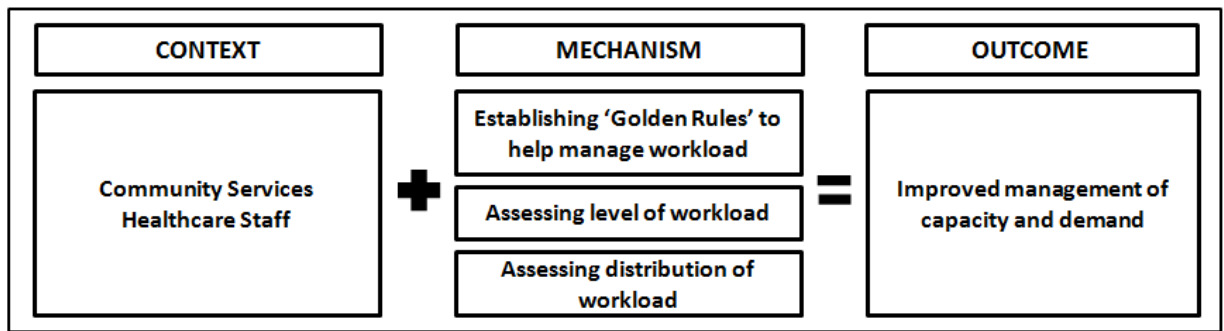 CONTEXT
MECHANISM
OUTCOME
Community Services
Healthcare Staff
Establishing ‘Golden Rules’ to
help manage workload
Assessing level of workload
Assessing distribution of
workload
Improved management of
capacity and demand